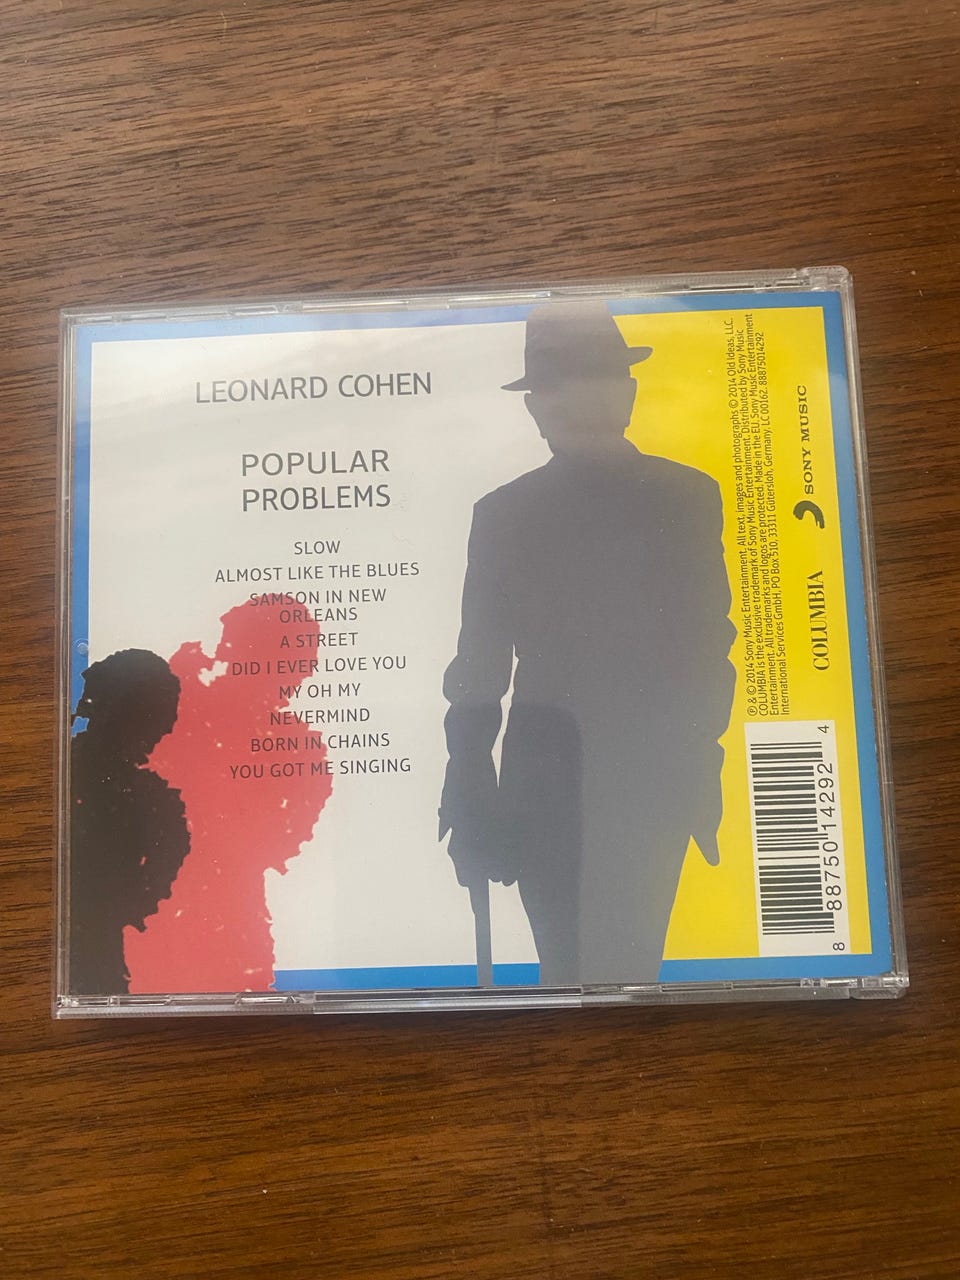 LEONARD COHEN
POPULAR
PROBLEMS
SLOW
ALMOST LIKE THE BLUES
SAMSON IN NEW
ORLEANS
A STREET
DID I EVER LOVE YOU
MY OH MY
NEVERMIND
BORN IN CHAINS
YOU GOT ME SINGING
℗ & © 2014 Sony Music Entertainment. All text, images and photographs © 2014 Old Ideas, LLC.
COLUMBIA is the exclusive trademark of Sony Music Entertainment. Distributed by Sony Music
Entertainment. All trademarks and logos are protected. Made in the EU. Sony Music Entertainment
International Services GmbH, PO Box 510, 33311 Gütersloh, Germany. LC 00162. 88875014292
COLUMBIA
SONY MUSIC
8 88750 14292 4